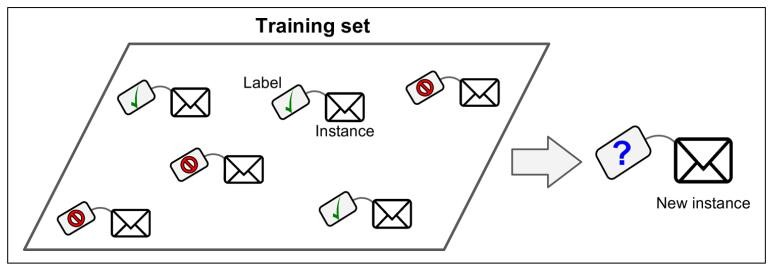 Training set
Label
Instance
?
New instance